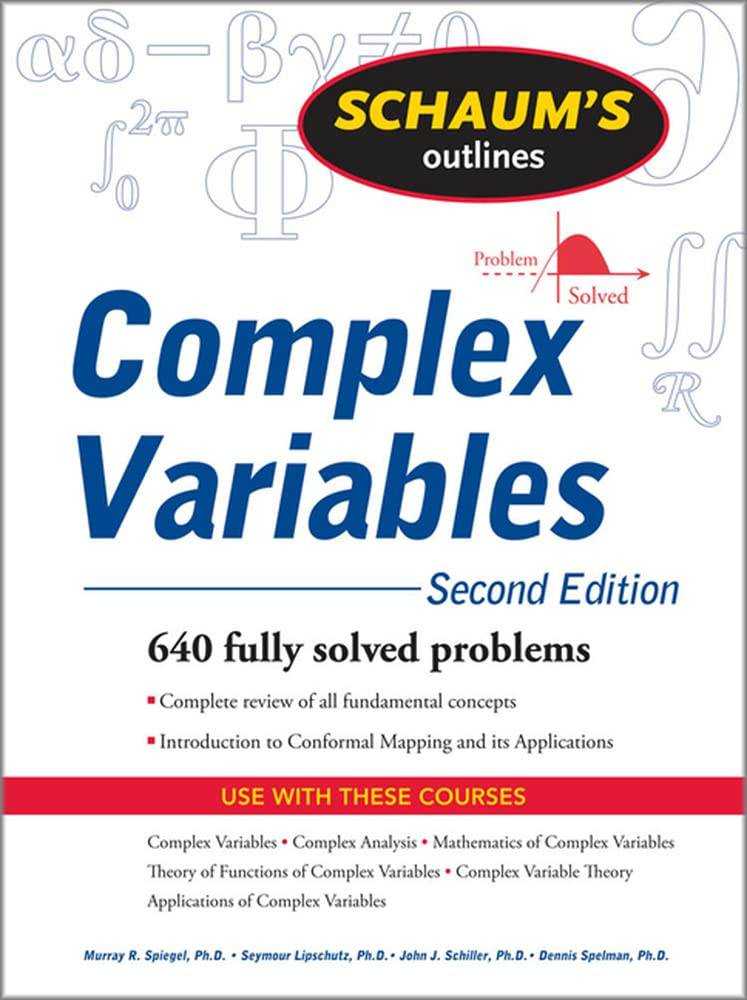 αδ – βγ ≠ 0
∂
SCHAUM'S
outlines
∫₀²π
Φ
Problem
Solved
∬
ℛ
Complex
Variables
Second Edition
640 fully solved problems
▪ Complete review of all fundamental concepts
▪ Introduction to Conformal Mapping and its Applications
USE WITH THESE COURSES
Complex Variables • Complex Analysis • Mathematics of Complex Variables
Theory of Functions of Complex Variables • Complex Variable Theory
Applications of Complex Variables
Murray R. Spiegel, Ph.D. • Seymour Lipschutz, Ph.D. • John J. Schiller, Ph.D. • Dennis Spelman, Ph.D.